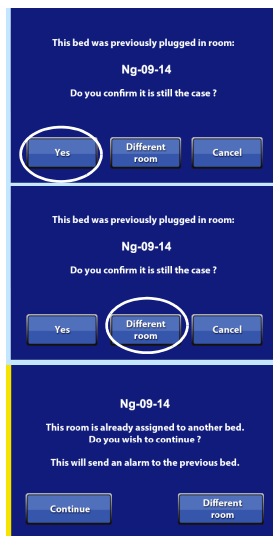 This bed was previously plugged in room:
Ng-09-14
Do you confirm it is still the case ?
Yes
Different
room
Cancel
This bed was previously plugged in room:
Ng-09-14
Do you confirm it is still the case ?
Yes
Different
room
Cancel
Ng-09-14
This room is already assigned to another bed.
Do you wish to continue ?
This will send an alarm to the previous bed.
Continue
Different
room